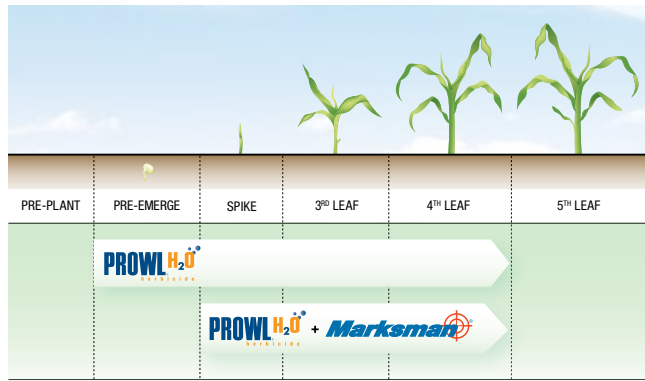 PRE-PLANT PRE-EMERGE SPIKE 3RD LEAF 4TH LEAF 5TH LEAF
PROWL H2O
herbicide
PROWL H2O + Marksman®
herbicide